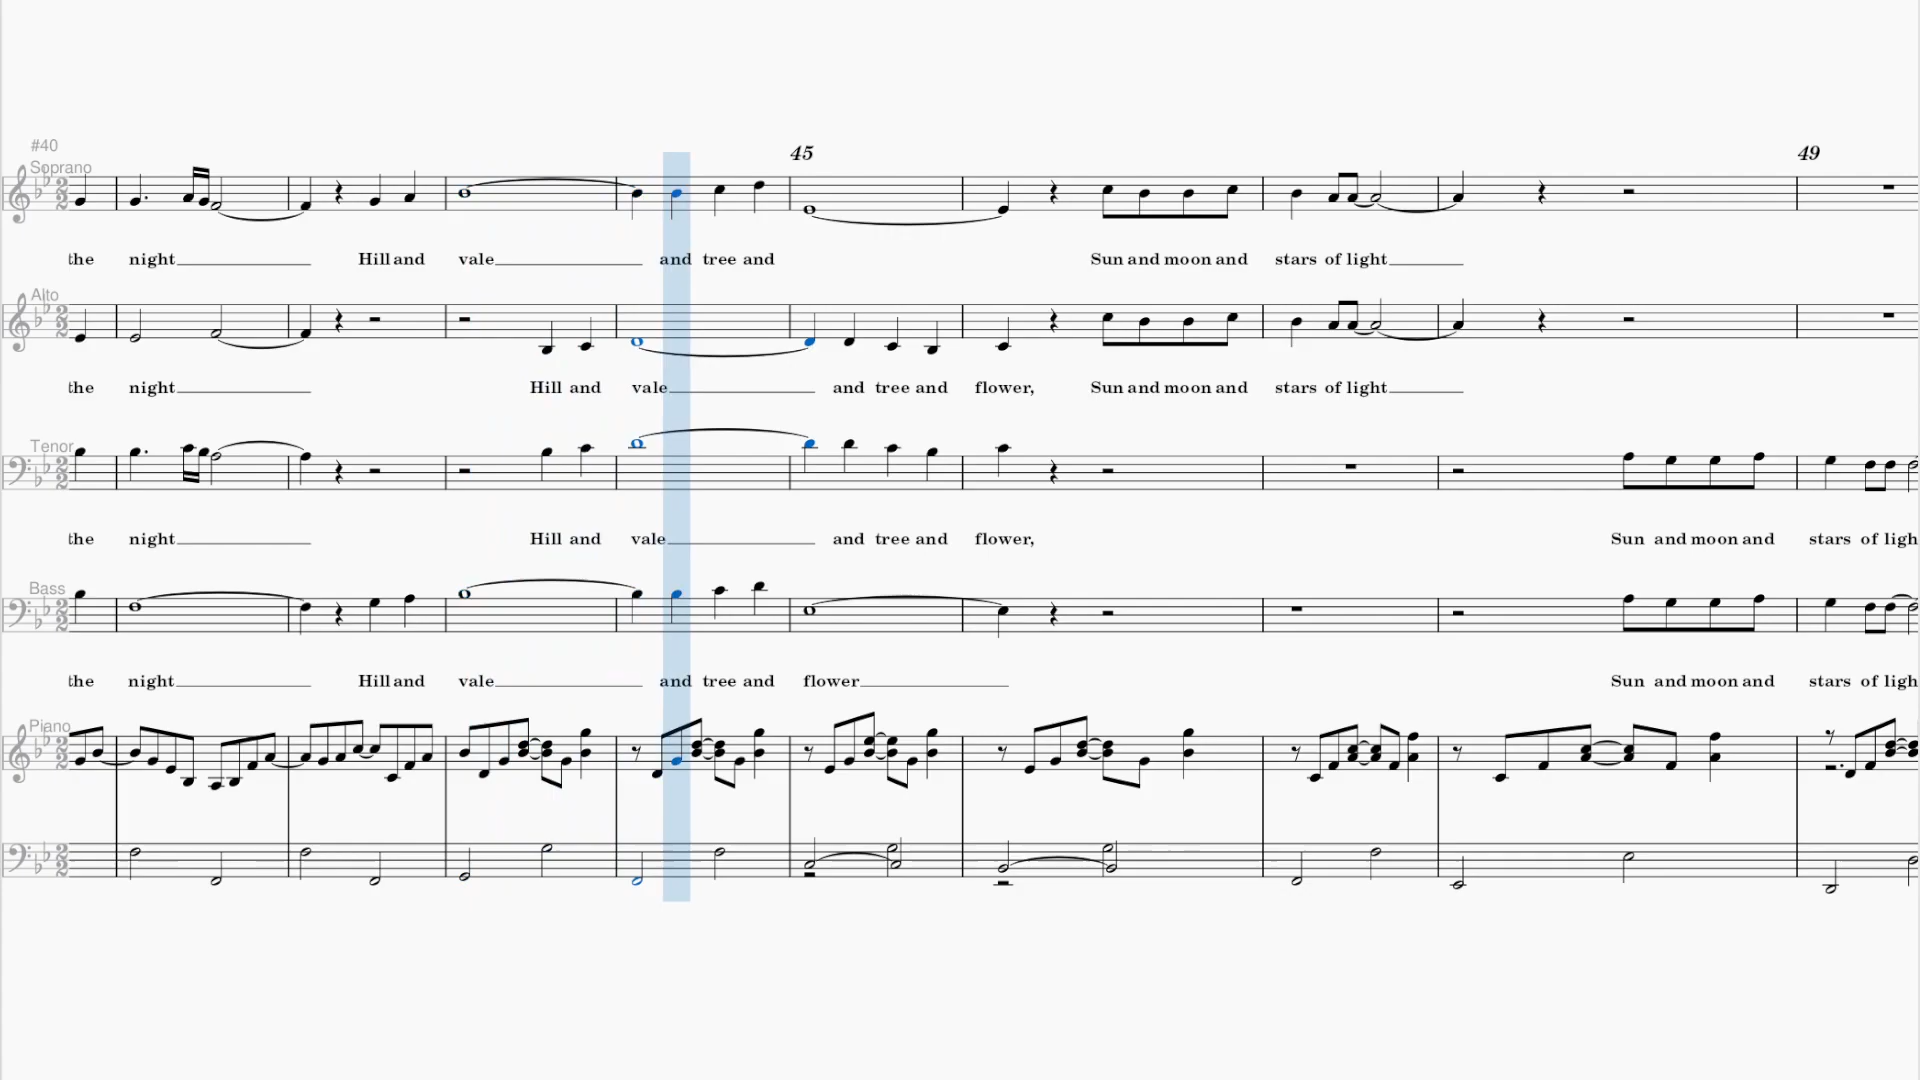 45 49
#40
Soprano
the night Hill and vale and tree and Sun and moon and stars of light
Alto
the night Hill and vale and tree and flower, Sun and moon and stars of light
Tenor
the night Hill and vale and tree and flower, Sun and moon and stars of ligh
Bass
the night Hill and vale and tree and flower Sun and moon and stars of ligh
Piano